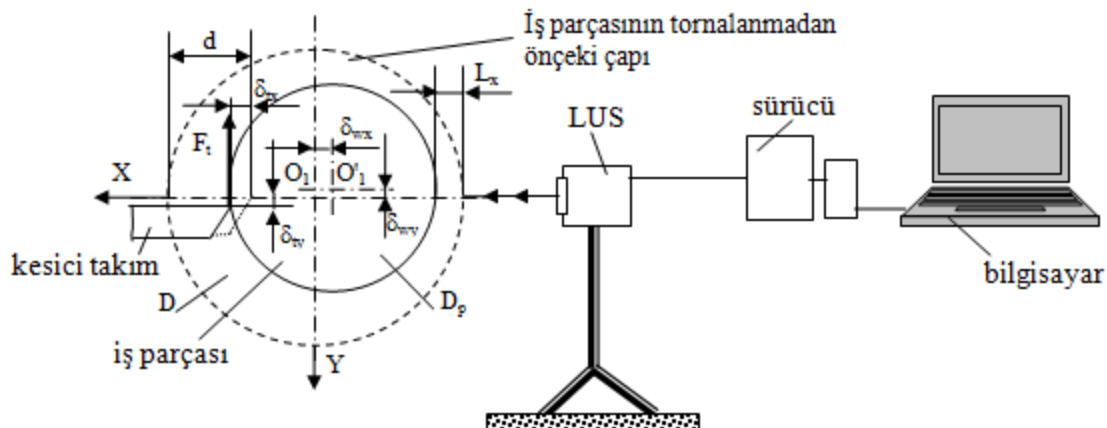 İş parçasının tornalanmadan
önçeki çapı
d
Lx
δtx
sürücü
LUS
Ft
δwx
X
O1
O'1
δty
δwy
kesici takım
bilgisayar
D
Dp
iş parçası
Y